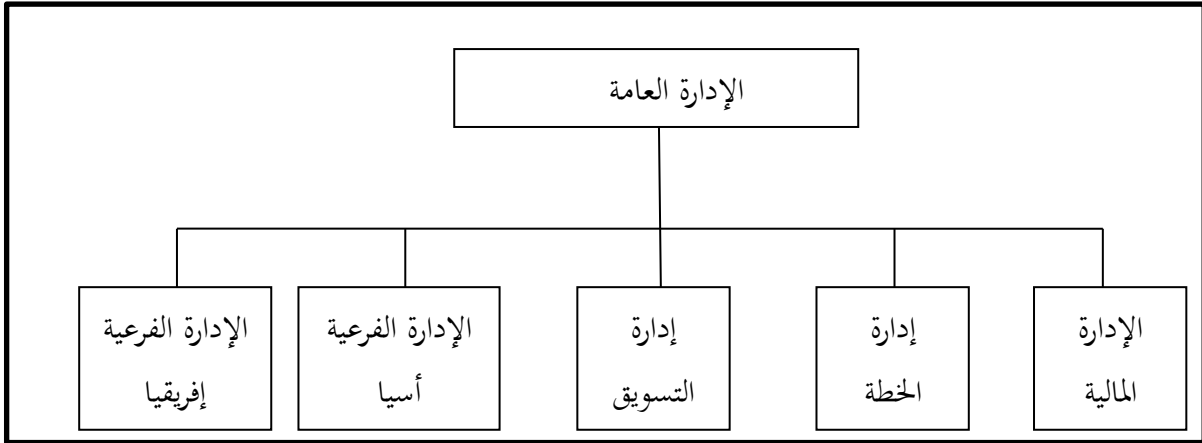 الإدارة العامة
الإدارة
المالية
إدارة
الخطة
إدارة
التسويق
الإدارة الفرعية
أسيا
الإدارة الفرعية
إفريقيا